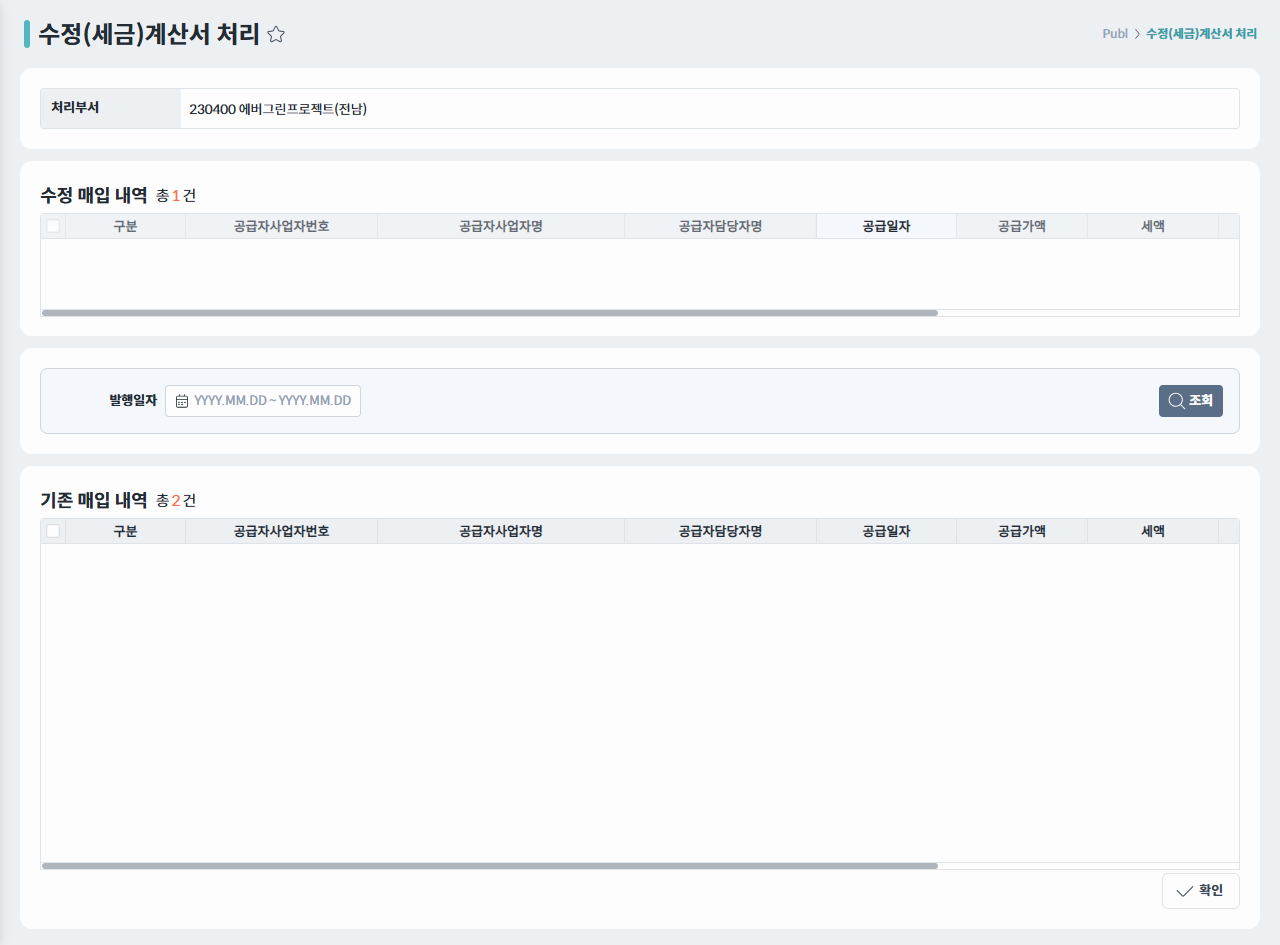 수정(세금)계산서 처리
Publ 수정(세금)계산서 처리
처리부서 230400 에버그린프로젝트(전남)
수정 매입 내역 총 1 건
구분 공급자사업자번호 공급자사업자명 공급자담당자명 공급일자 공급가액 세액
발행일자 YYYY.MM.DD ~ YYYY.MM.DD 조회
기존 매입 내역 총 2 건
구분 공급자사업자번호 공급자사업자명 공급자담당자명 공급일자 공급가액 세액
확인